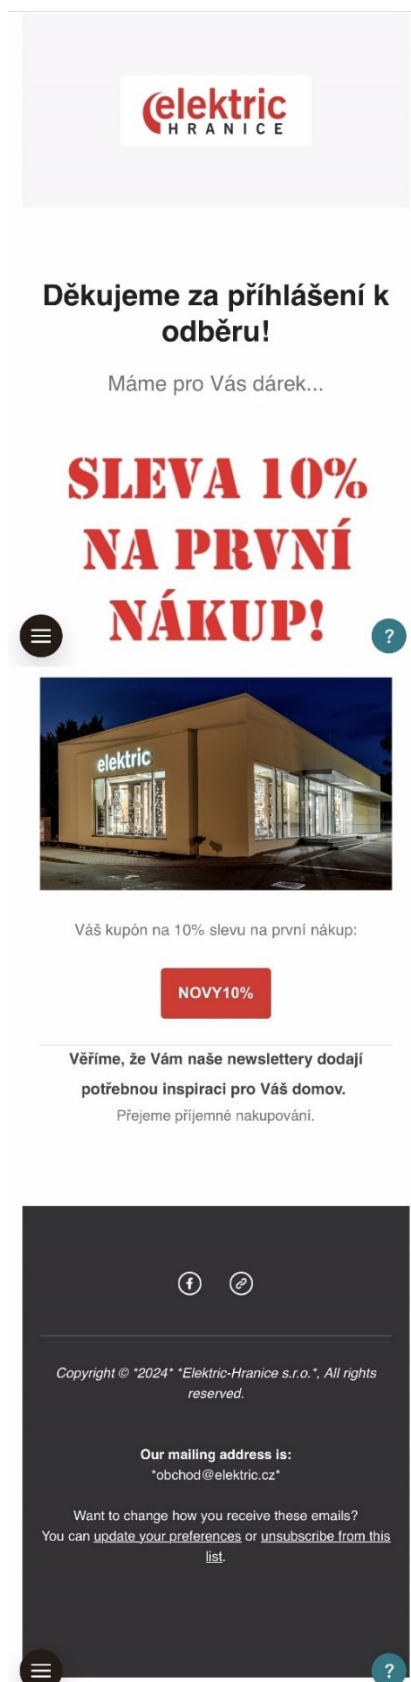 elektric
HRANICE
Děkujeme za příhlášení k
odběru!
Máme pro Vás dárek...
SLEVA 10%
NA PRVNÍ
NÁKUP!
?
elektric
Váš kupón na 10% slevu na první nákup:
NOVY10%
Věříme, že Vám naše newslettery dodají
potřebnou inspiraci pro Váš domov.
Přejeme příjemné nakupování.
Copyright © *2024* *Elektric-Hranice s.r.o.*, All rights
reserved.
Our mailing address is:
*obchod@elektric.cz*
Want to change how you receive these emails?
You can update your preferences or unsubscribe from this
list.
?